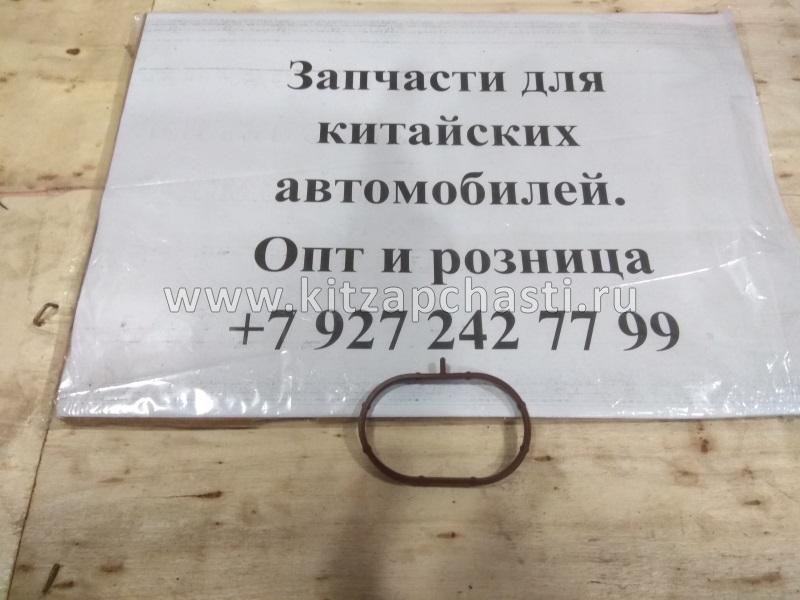 Запчасти для
китайских
автомобилей.
Опт и розница
www.kitzapchasti.ru
+7 927 242 77 99